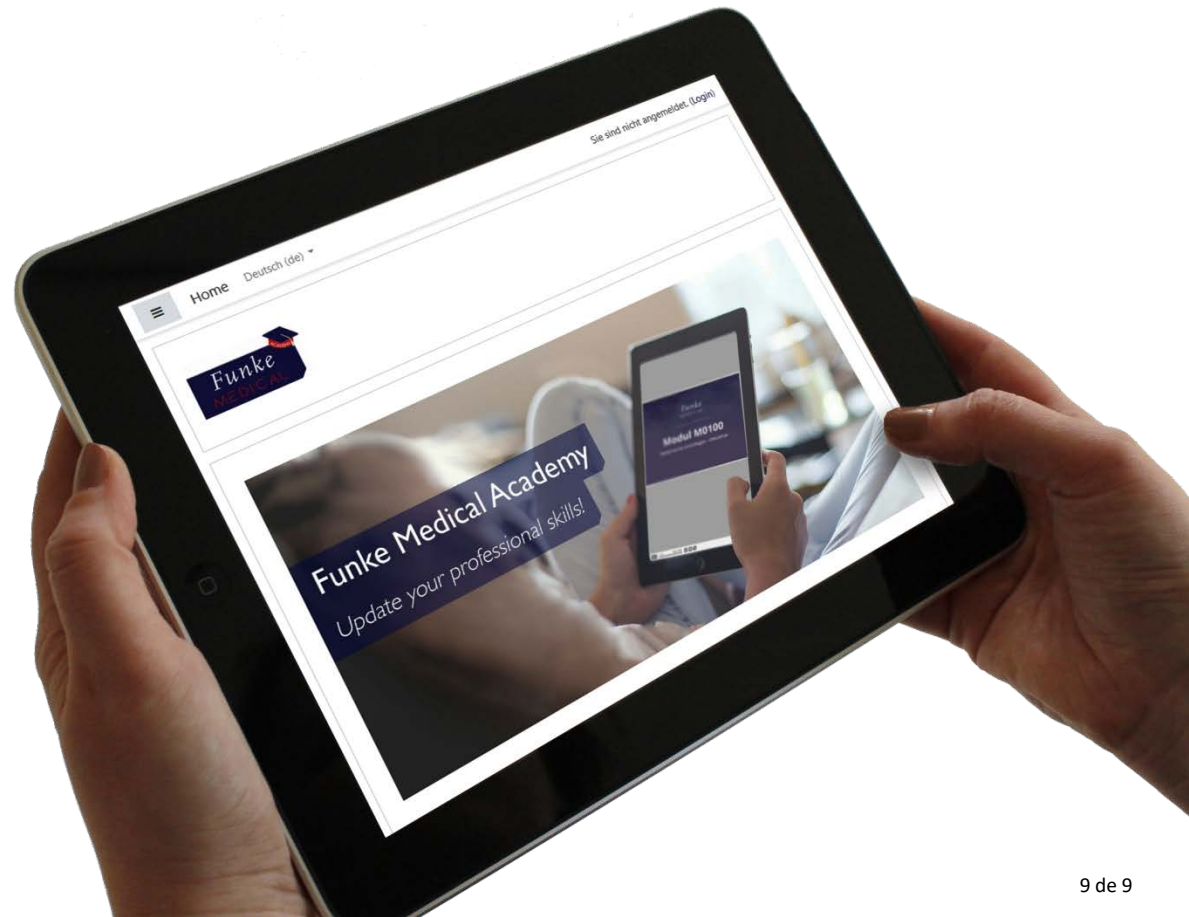 Sie sind nicht angemeldet. (Login)
Home
Deutsch (de)
Funke
MEDICAL
Funke Medical Academy
Update your professional skills!
Funke
Modul M0100
9 de 9